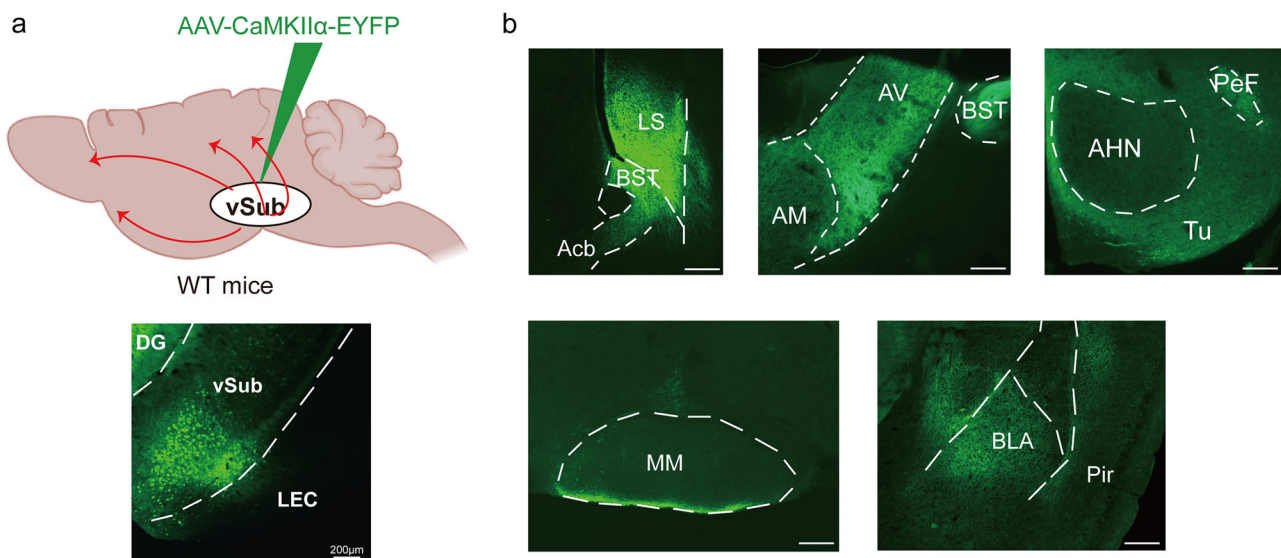 a
AAV-CaMKIIα-EYFP
vSub
WT mice
DG
vSub
LEC
200μm
b
LS
BST
Acb
AV
BST
AM
PeF
AHN
Tu
MM
BLA
Pir